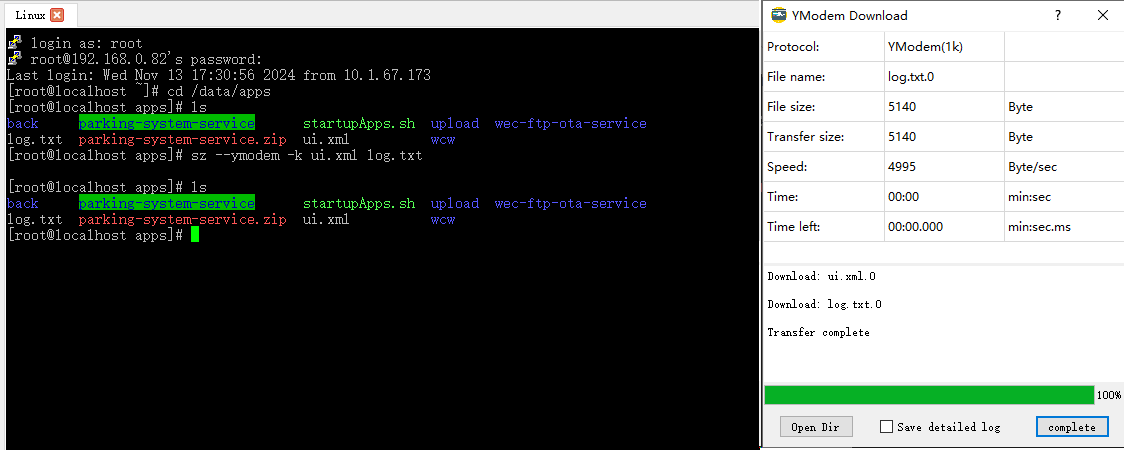 Linux
login as: root
root@192.168.0.82's password:
Last login: Wed Nov 13 17:30:56 2024 from 10.1.67.173
[root@localhost ~]# cd /data/apps
[root@localhost apps]# ls
back parking-system-service startupApps.sh upload wec-ftp-ota-service
log.txt parking-system-service.zip ui.xml wcw
[root@localhost apps]# sz --ymodem -k ui.xml log.txt
[root@localhost apps]# ls
back parking-system-service startupApps.sh upload wec-ftp-ota-service
log.txt parking-system-service.zip ui.xml wcw
[root@localhost apps]#
YModem Download ?
Protocol: YModem(1k)
File name: log.txt.0
File size: 5140 Byte
Transfer size: 5140 Byte
Speed: 4995 Byte/sec
Time: 00:00 min:sec
Time left: 00:00.000 min:sec.ms
Download: ui.xml.0
Download: log.txt.0
Transfer complete
100%
Open Dir Save detailed log complete